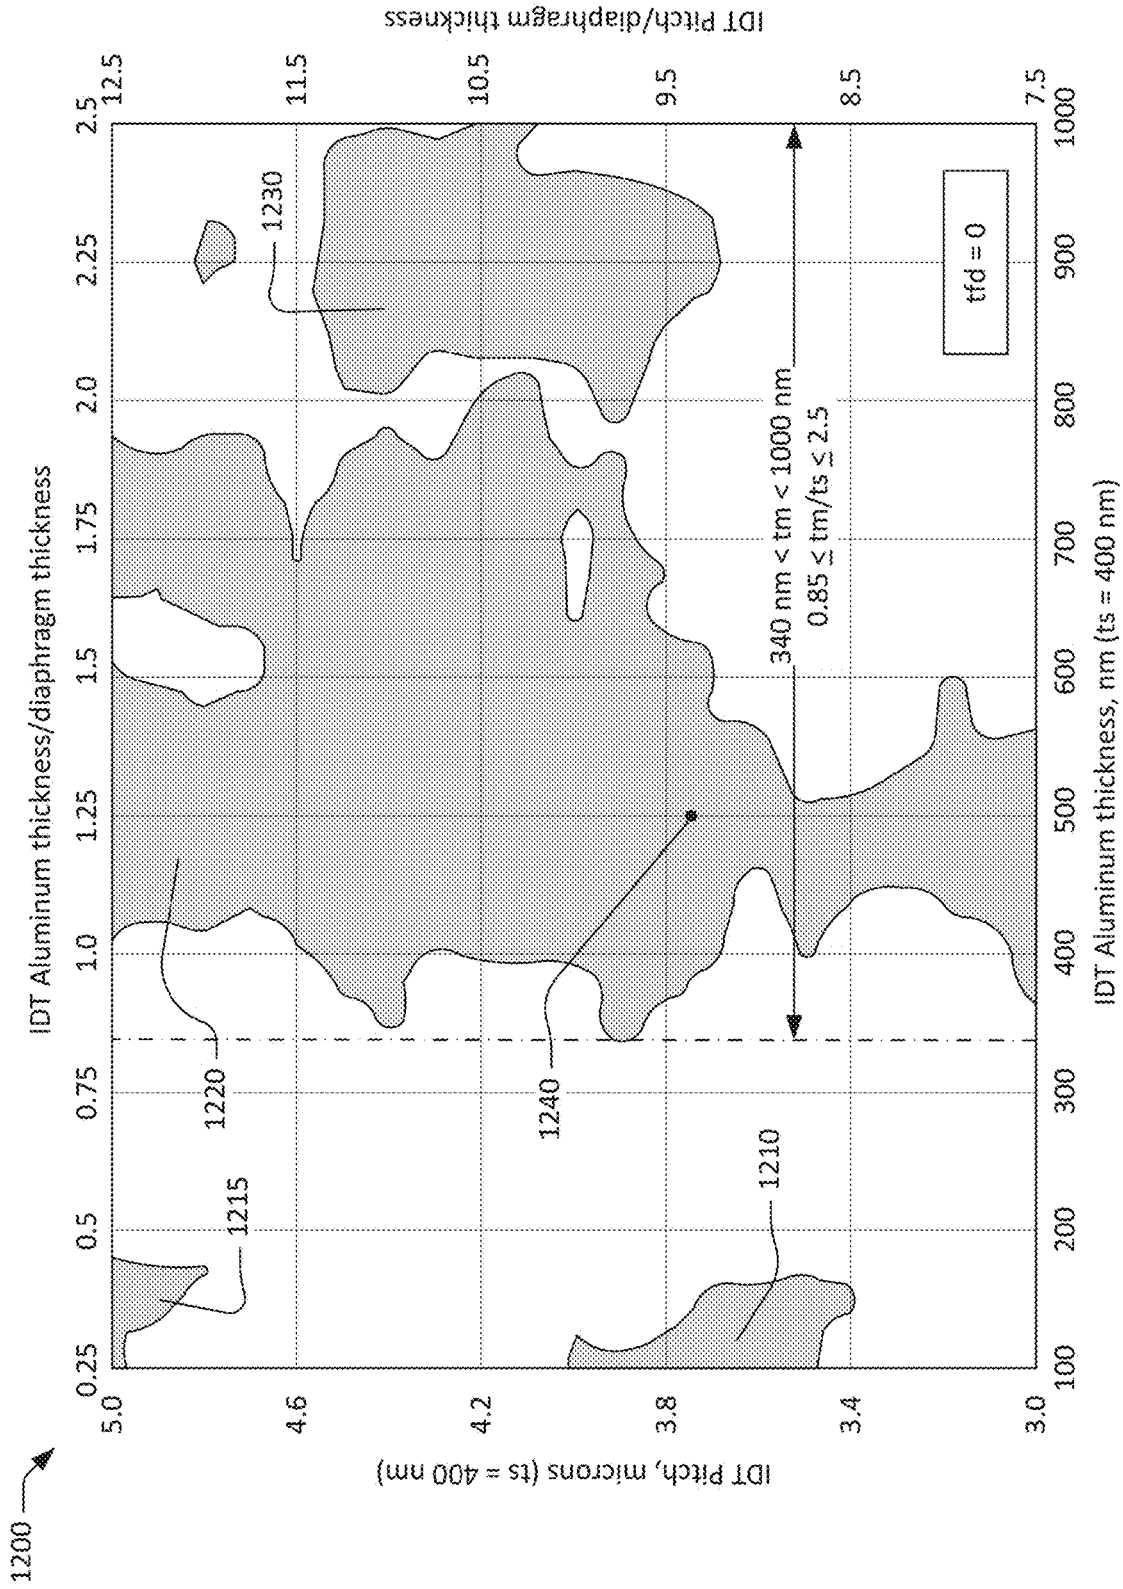 1200
IDT Aluminum thickness/diaphragm thickness
0.25 0.5 0.75 1.0 1.25 1.5 1.75 2.0 2.25 2.5
IDT Pitch, microns (ts = 400 nm)
5.0
4.6
4.2
3.8
3.4
3.0
IDT Pitch/diaphragm thickness
12.5
11.5
10.5
9.5
8.5
7.5
1215
1220
1230
1240
1210
340 nm < tm < 1000 nm
0.85 ≤ tm/ts ≤ 2.5
tfd = 0
100 200 300 400 500 600 700 800 900 1000
IDT Aluminum thickness, nm (ts = 400 nm)